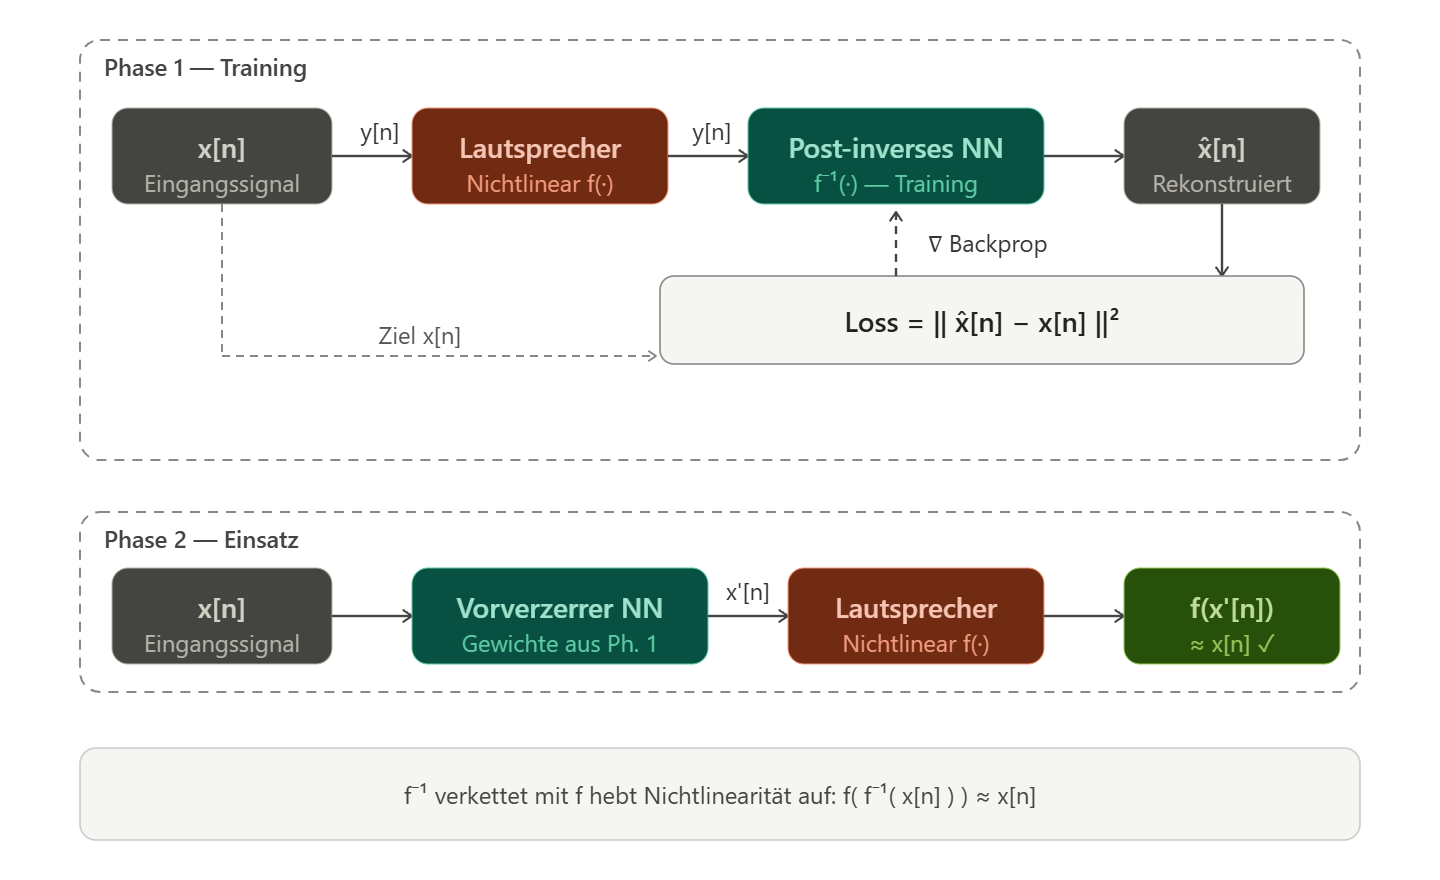 Phase 1 — Training
x[n]
Eingangssignal
y[n]
Lautsprecher
Nichtlinear f(·)
y[n]
Post-inverses NN
f⁻¹(·) — Training
x̂[n]
Rekonstruiert
∇ Backprop
Loss = || x̂[n] − x[n] ||²
Ziel x[n]
Phase 2 — Einsatz
x[n]
Eingangssignal
Vorverzerrer NN
Gewichte aus Ph. 1
x'[n]
Lautsprecher
Nichtlinear f(·)
f(x'[n])
≈ x[n] ✓
f⁻¹ verkettet mit f hebt Nichtlinearität auf: f( f⁻¹( x[n] ) ) ≈ x[n]